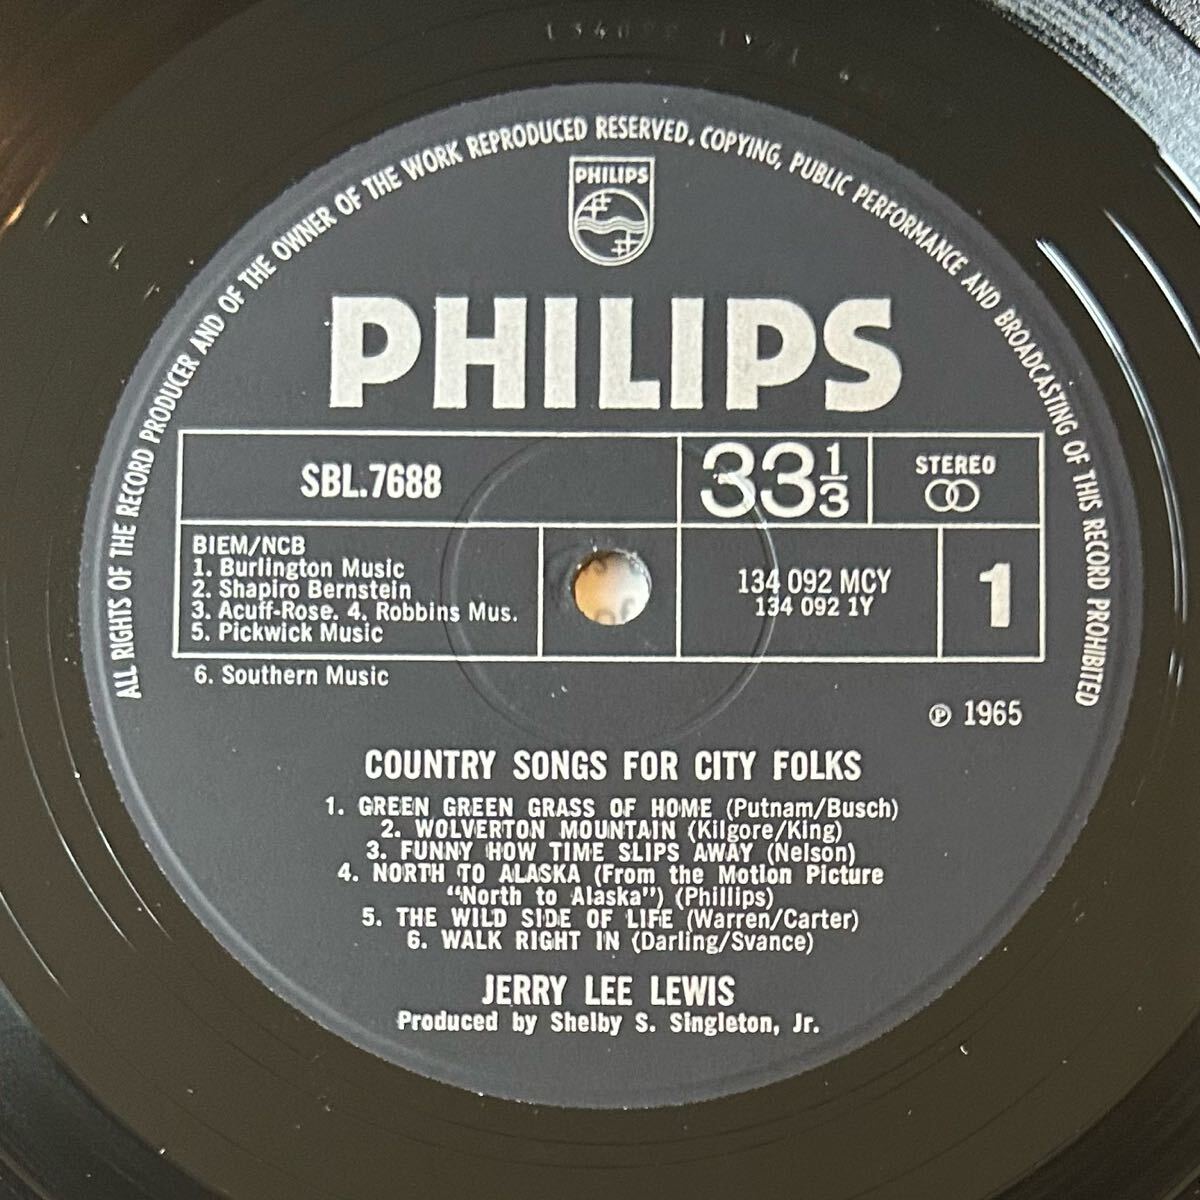 ALL RIGHTS OF THE RECORD PRODUCER AND OF THE OWNER OF THE WORK REPRODUCED RESERVED. COPYING, PUBLIC PERFORMANCE AND BROADCASTING OF THIS RECORD PROHIBITED
PHILIPS
PHILIPS
SBL.7688
33 1/3
STEREO
BIEM/NCB
1. Burlington Music
2. Shapiro Bernstein
3. Acuff-Rose. 4. Robbins Mus.
5. Pickwick Music
6. Southern Music
134 092 MCY
134 092 1Y
1
℗ 1965
COUNTRY SONGS FOR CITY FOLKS
1. GREEN GREEN GRASS OF HOME (Putnam/Busch)
2. WOLVERTON MOUNTAIN (Kilgore/King)
3. FUNNY HOW TIME SLIPS AWAY (Nelson)
4. NORTH TO ALASKA (From the Motion Picture
"North to Alaska") (Phillips)
5. THE WILD SIDE OF LIFE (Warren/Carter)
6. WALK RIGHT IN (Darling/Svance)
JERRY LEE LEWIS
Produced by Shelby S. Singleton, Jr.